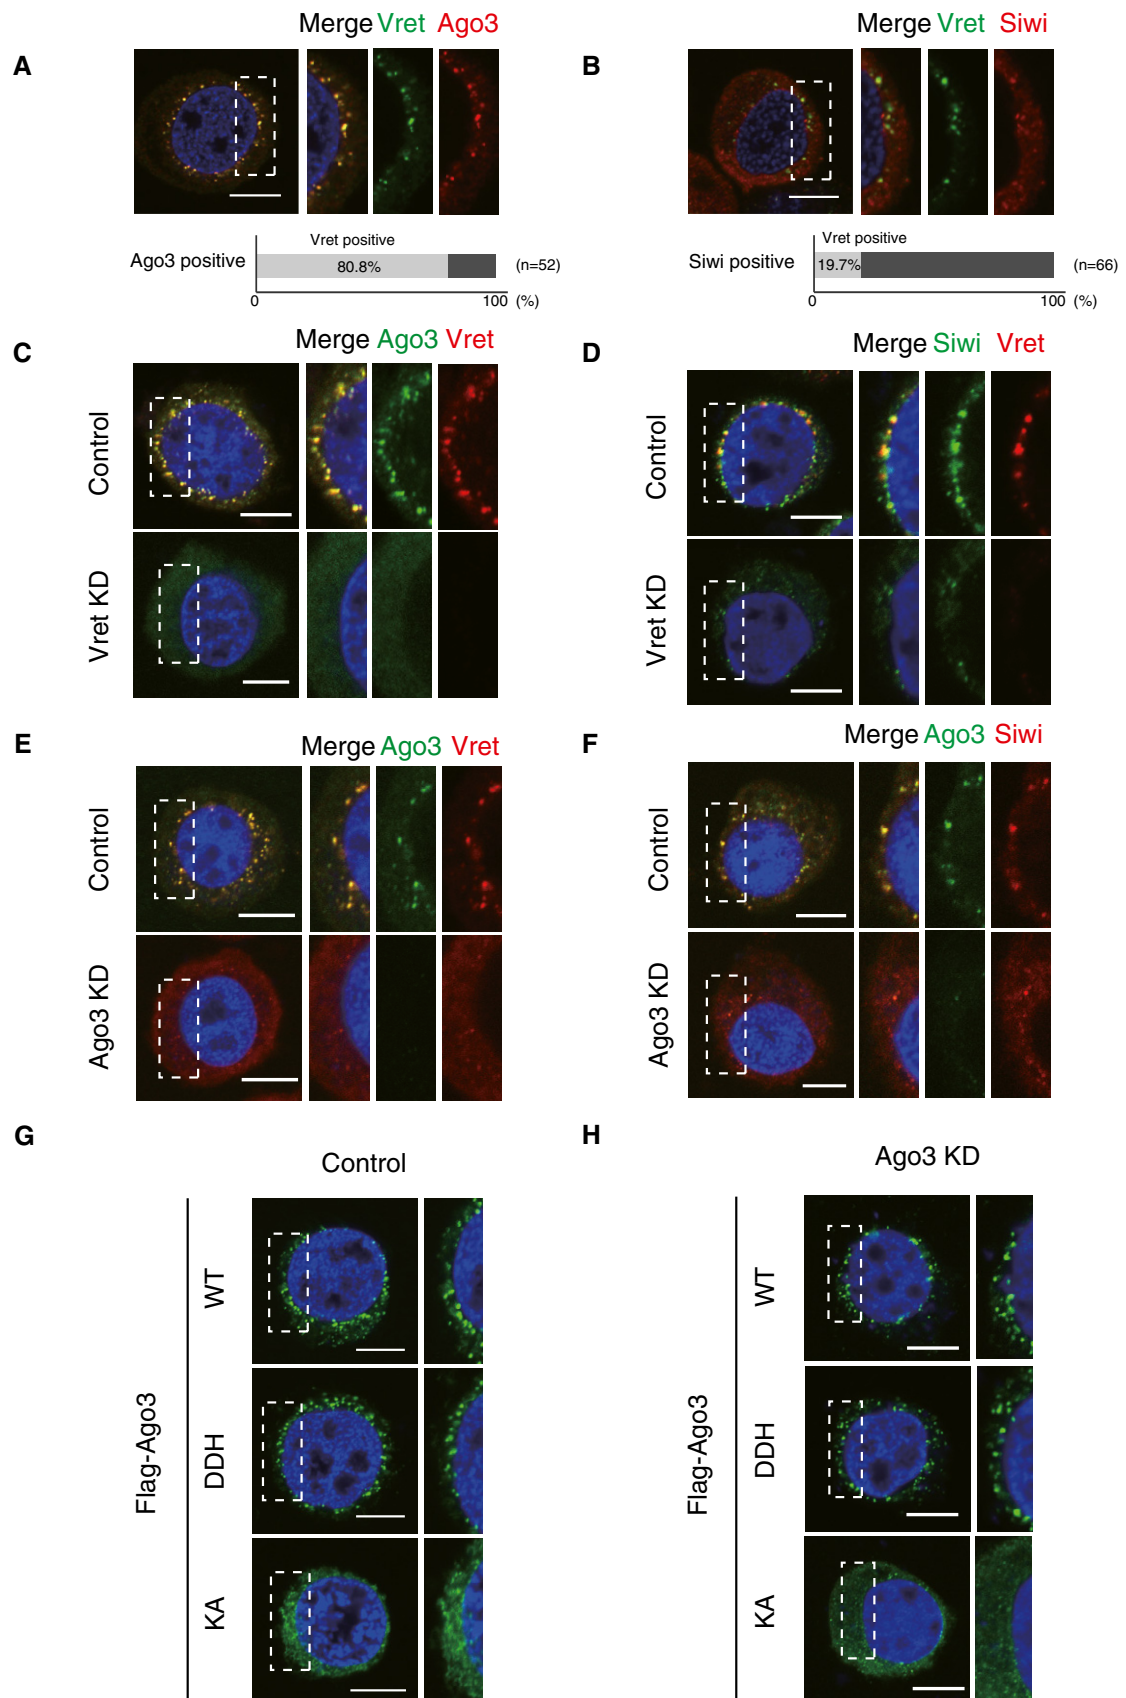 A
Merge Vret Ago3
Vret positive
Ago3 positive
80.8%
(n=52)
0
100 (%)
B
Merge Vret Siwi
Vret positive
Siwi positive
19.7%
(n=66)
0
100 (%)
C
Merge Ago3 Vret
Control
Vret KD
D
Merge Siwi Vret
Control
Vret KD
E
Merge Ago3 Vret
Control
Ago3 KD
F
Merge Ago3 Siwi
Control
Ago3 KD
G
Control
Flag-Ago3
WT
DDH
KA
H
Ago3 KD
Flag-Ago3
WT
DDH
KA